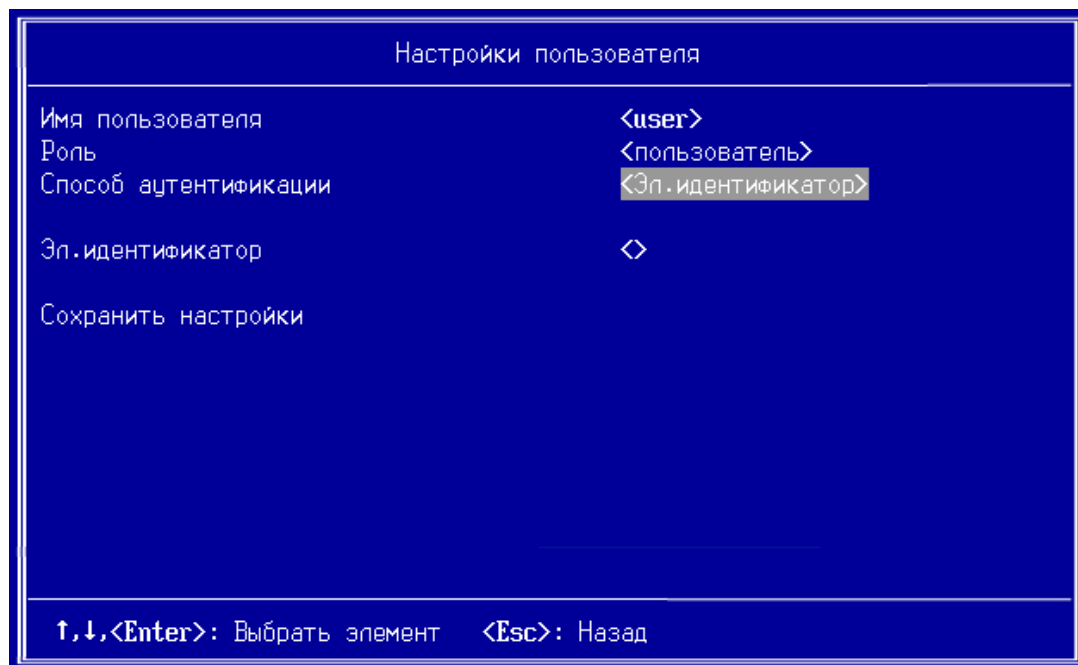 Настройки пользователя
Имя пользователя <user>
Роль <пользователь>
Способ аутентификации <Эл.идентификатор>
Эл.идентификатор <>
Сохранить настройки
↑,↓,<Enter>: Выбрать элемент <Esc>: Назад